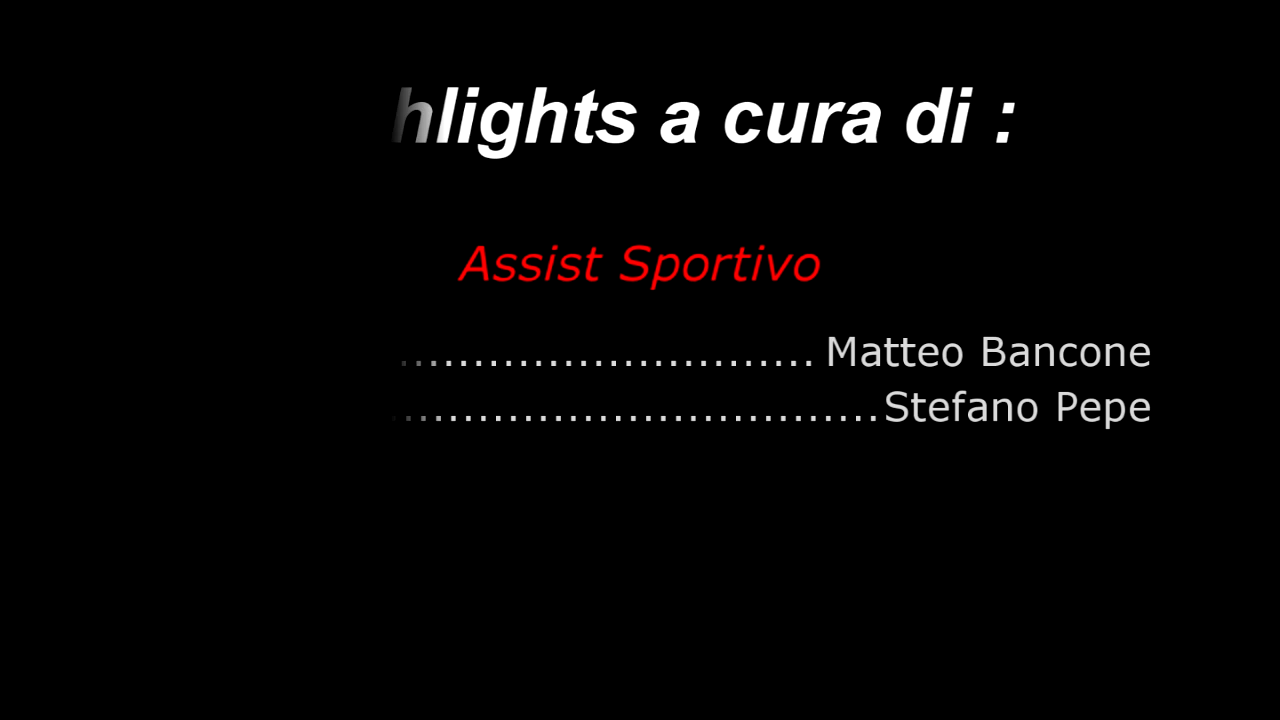 hlights a cura di :
Assist Sportivo
............................ Matteo Bancone
.................................Stefano Pepe